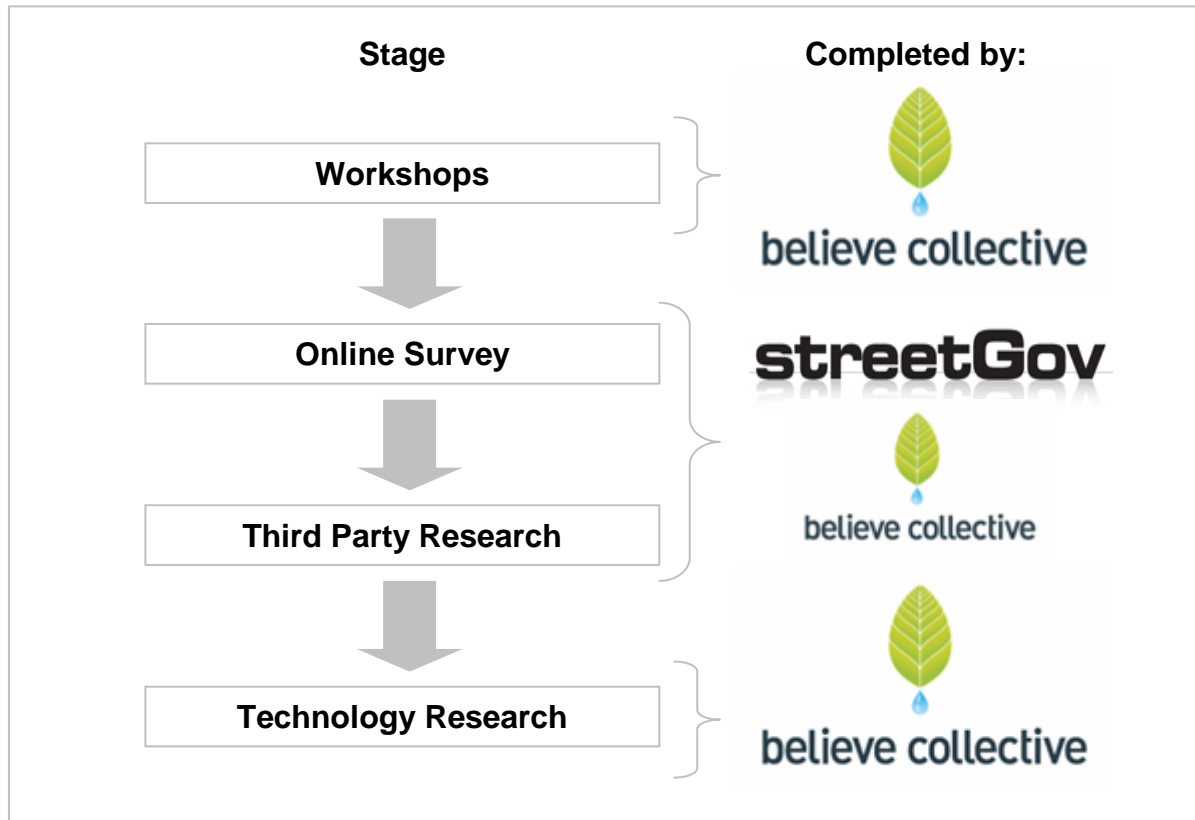 Stage
Completed by:
Workshops
believe collective
Online Survey
streetGov
Third Party Research
believe collective
Technology Research
believe collective